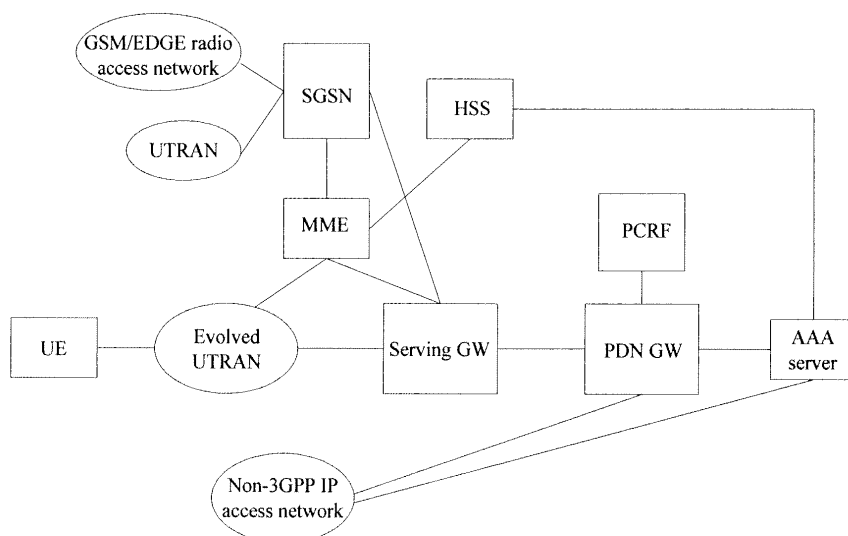 GSM/EDGE radio
access network
SGSN
HSS
UTRAN
MME
PCRF
UE
Evolved
UTRAN
Serving GW
PDN GW
AAA
server
Non-3GPP IP
access network